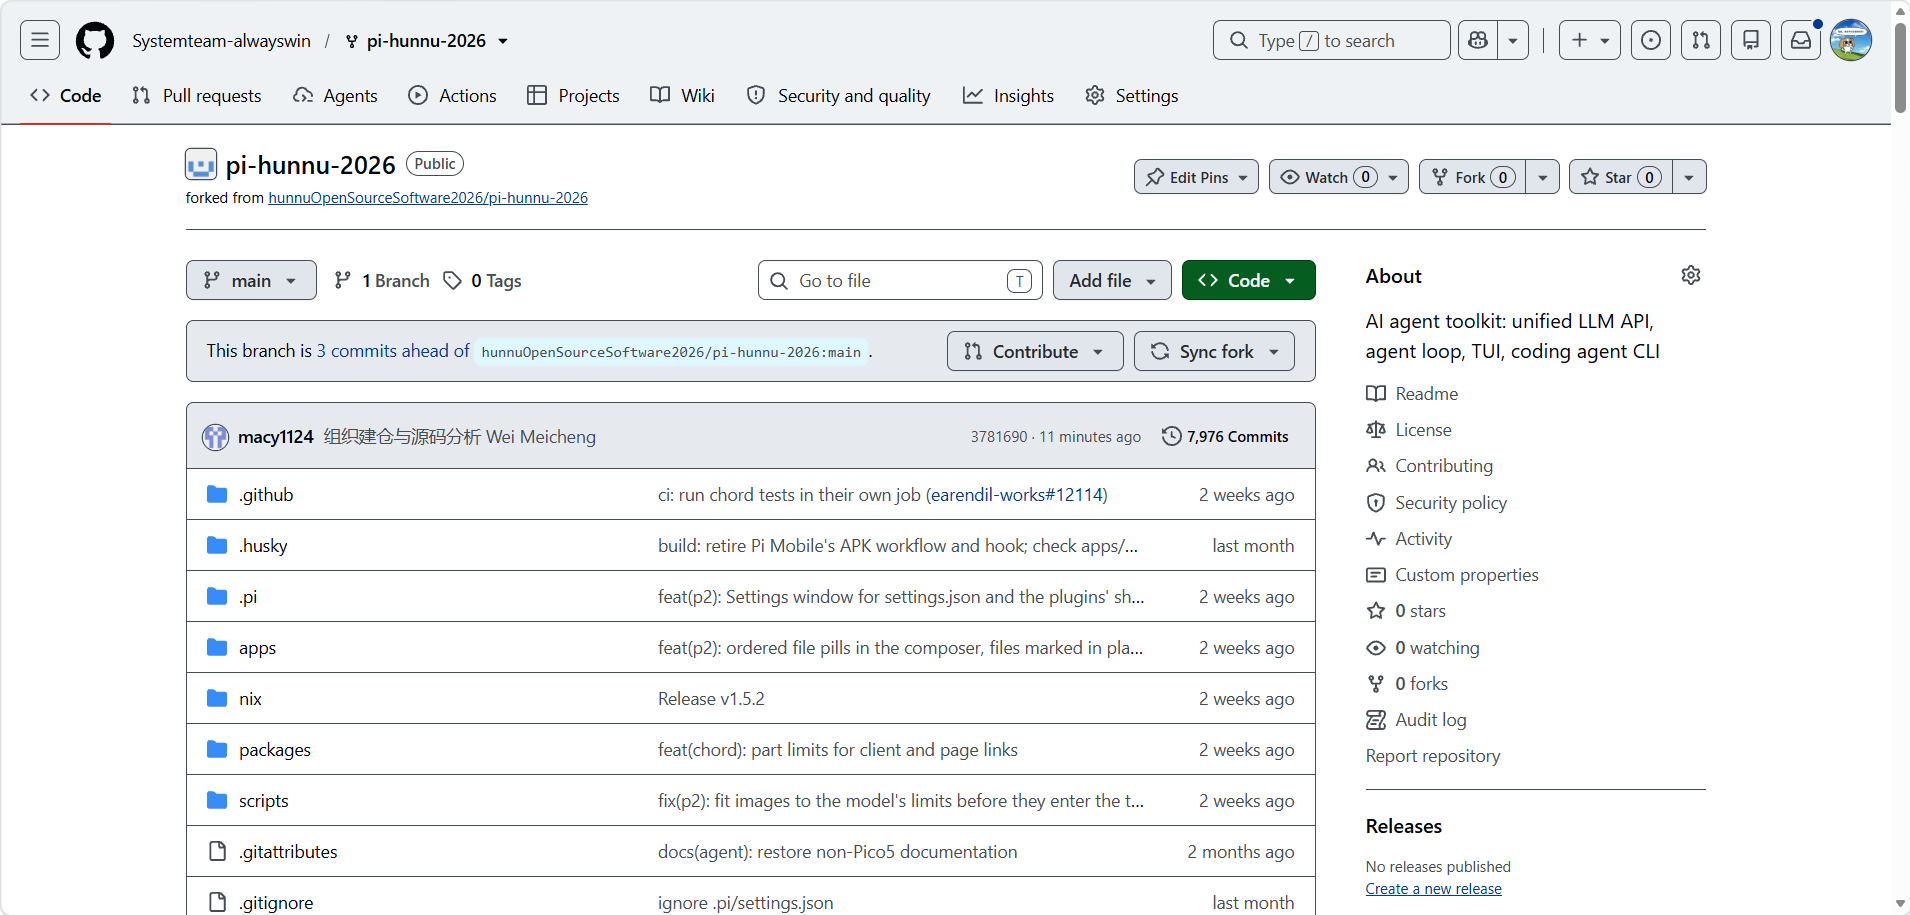 Systemteam-alwayswin / pi-hunnu-2026
Type / to search
Code Pull requests Agents Actions Projects Wiki Security and quality Insights Settings
pi-hunnu-2026 Public
forked from hunnuOpenSourceSoftware2026/pi-hunnu-2026
Edit Pins Watch 0 Fork 0 Star 0
main 1 Branch 0 Tags
Go to file T Add file Code
This branch is 3 commits ahead of hunnuOpenSourceSoftware2026/pi-hunnu-2026:main .
Contribute Sync fork
macy1124 组织建仓与源码分析 Wei Meicheng 3781690 · 11 minutes ago 7,976 Commits
.github ci: run chord tests in their own job (earendil-works#12114) 2 weeks ago
.husky build: retire Pi Mobile's APK workflow and hook; check apps/... last month
.pi feat(p2): Settings window for settings.json and the plugins' sh... 2 weeks ago
apps feat(p2): ordered file pills in the composer, files marked in pla... 2 weeks ago
nix Release v1.5.2 2 weeks ago
packages feat(chord): part limits for client and page links 2 weeks ago
scripts fix(p2): fit images to the model's limits before they enter the t... 2 weeks ago
.gitattributes docs(agent): restore non-Pico5 documentation 2 months ago
.gitignore ignore .pi/settings.json last month
About
AI agent toolkit: unified LLM API,
agent loop, TUI, coding agent CLI
Readme
License
Contributing
Security policy
Activity
Custom properties
0 stars
0 watching
0 forks
Audit log
Report repository
Releases
No releases published
Create a new release